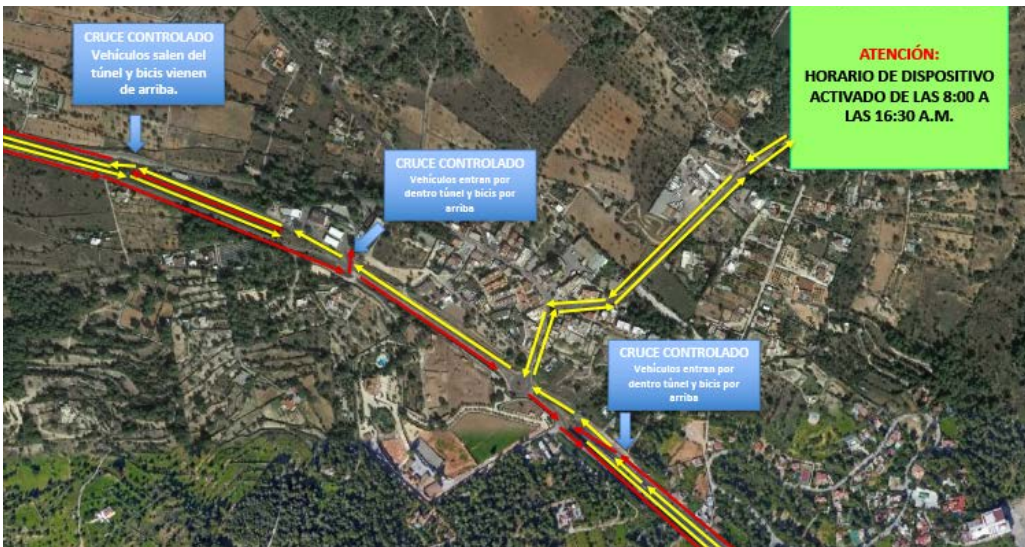 CRUCE CONTROLADO
Vehículos salen del
túnel y bicis vienen
de arriba.
ATENCIÓN:
HORARIO DE DISPOSITIVO
ACTIVADO DE LAS 8:00 A
LAS 16:30 A.M.
CRUCE CONTROLADO
Vehículos entran por
dentro túnel y bicis por
arriba
CRUCE CONTROLADO
Vehículos entran por
dentro túnel y bicis por
arriba